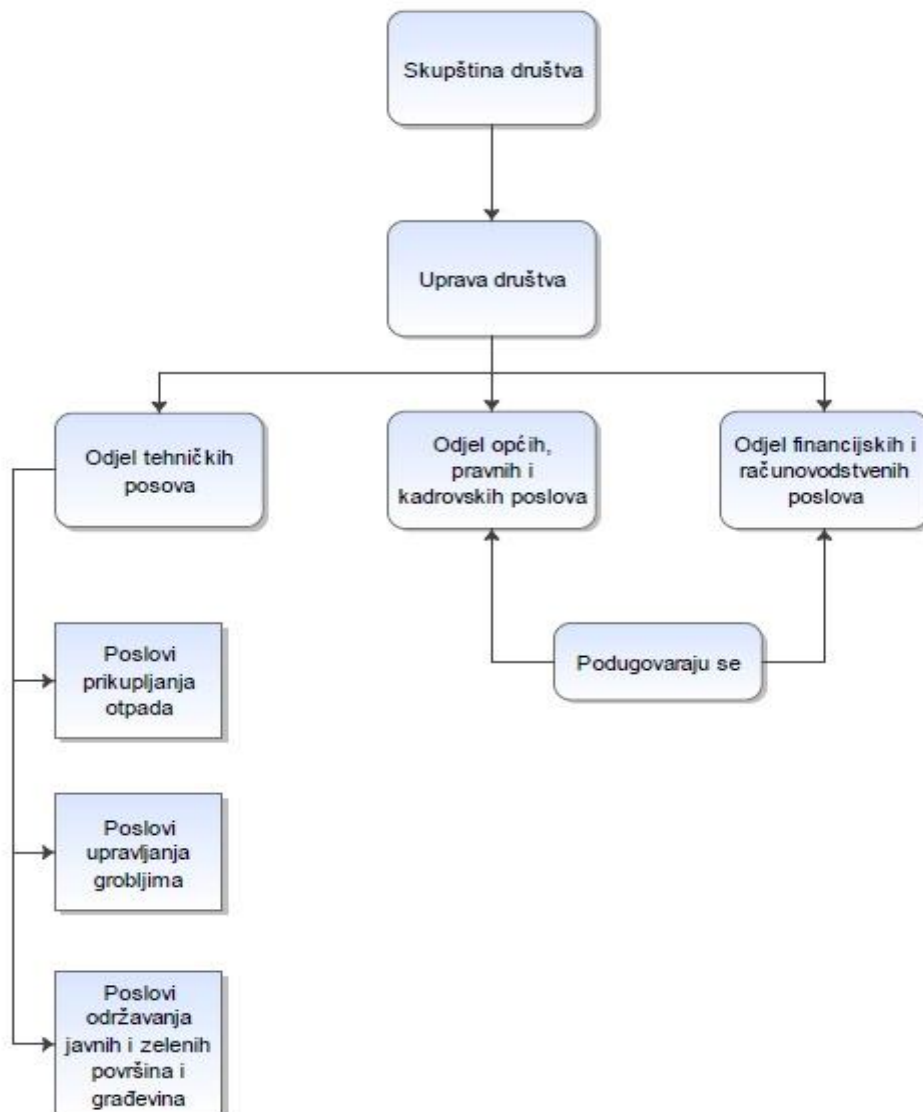 Skupština društva
Uprava društva
Odjel tehničkih
posova
Odjel općih,
pravnih i
kadrovskih poslova
Odjel financijskih i
računovodstvenih
poslova
Podugovaraju se
Poslovi
prikupljanja
otpada
Poslovi
upravljanja
grobljima
Poslovi
održavanja
javnih i zelenih
površina i
građevina